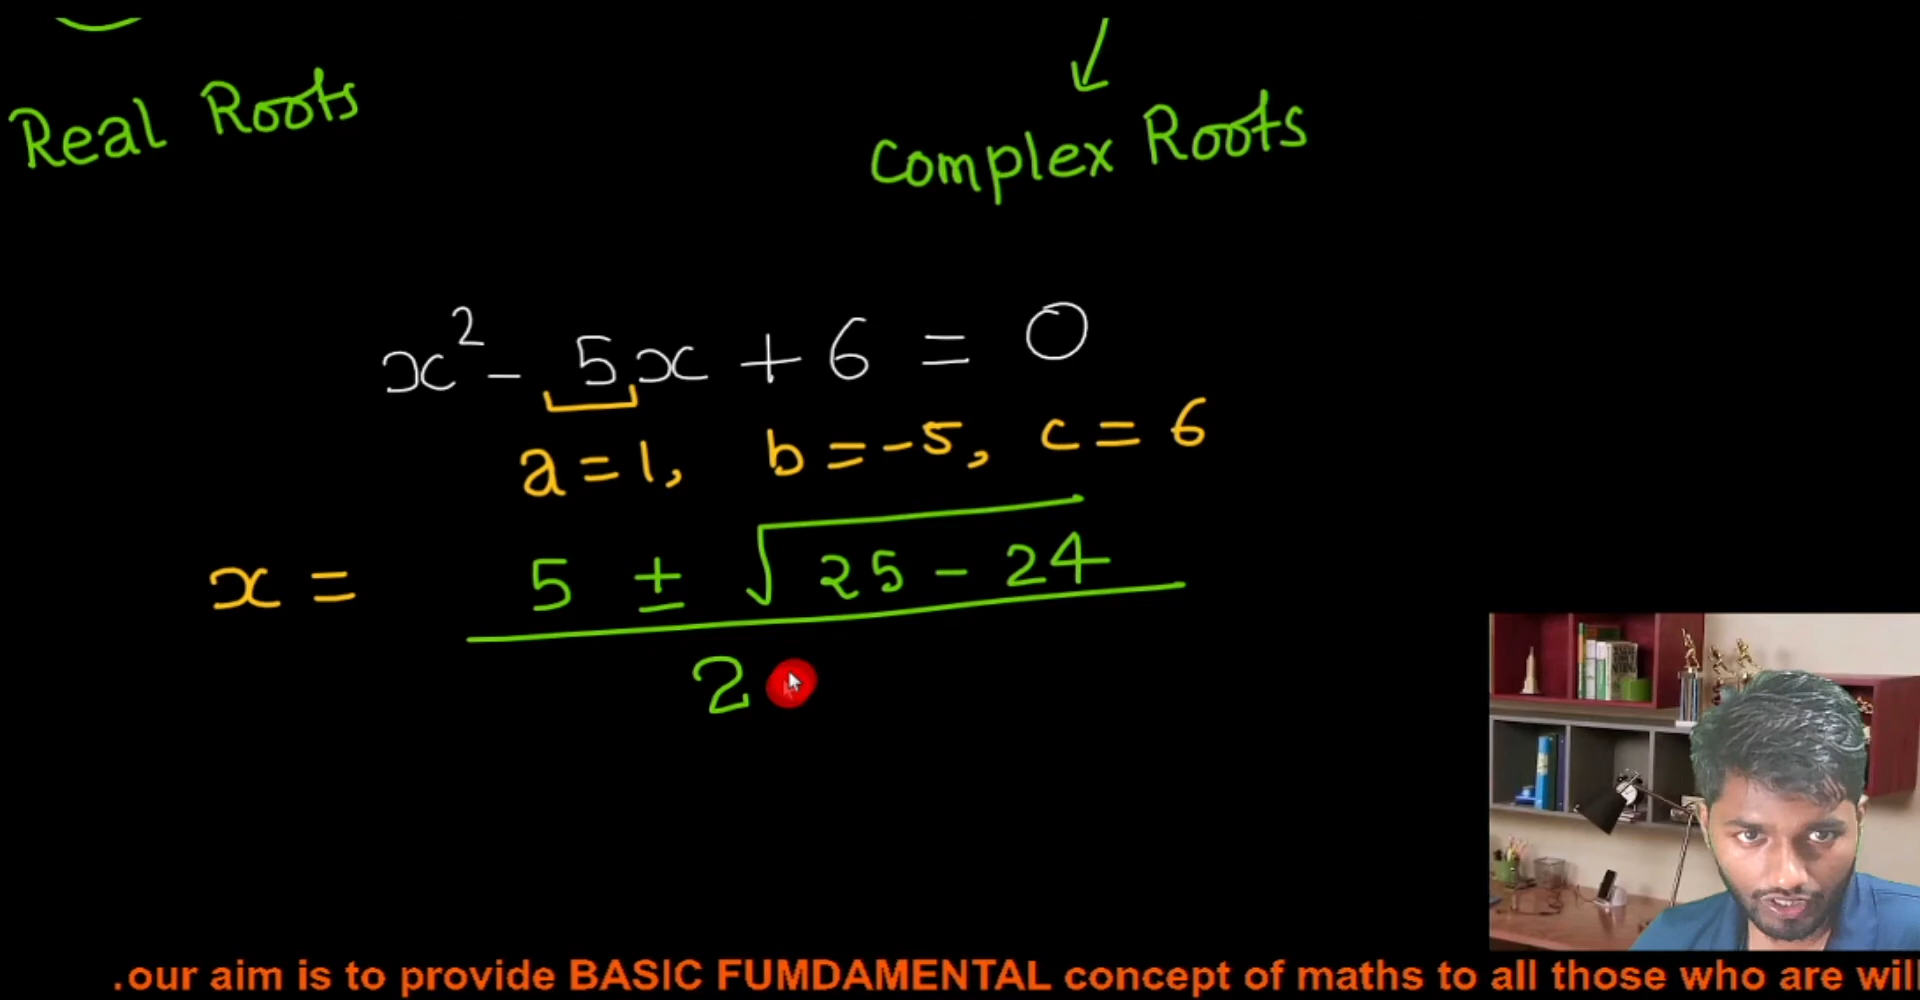 Real Roots
Complex Roots
x² - 5x + 6 = 0
a = 1, b = -5, c = 6
x = 5 ± √25 - 24
2
.our aim is to provide BASIC FUMDAMENTAL concept of maths to all those who are will